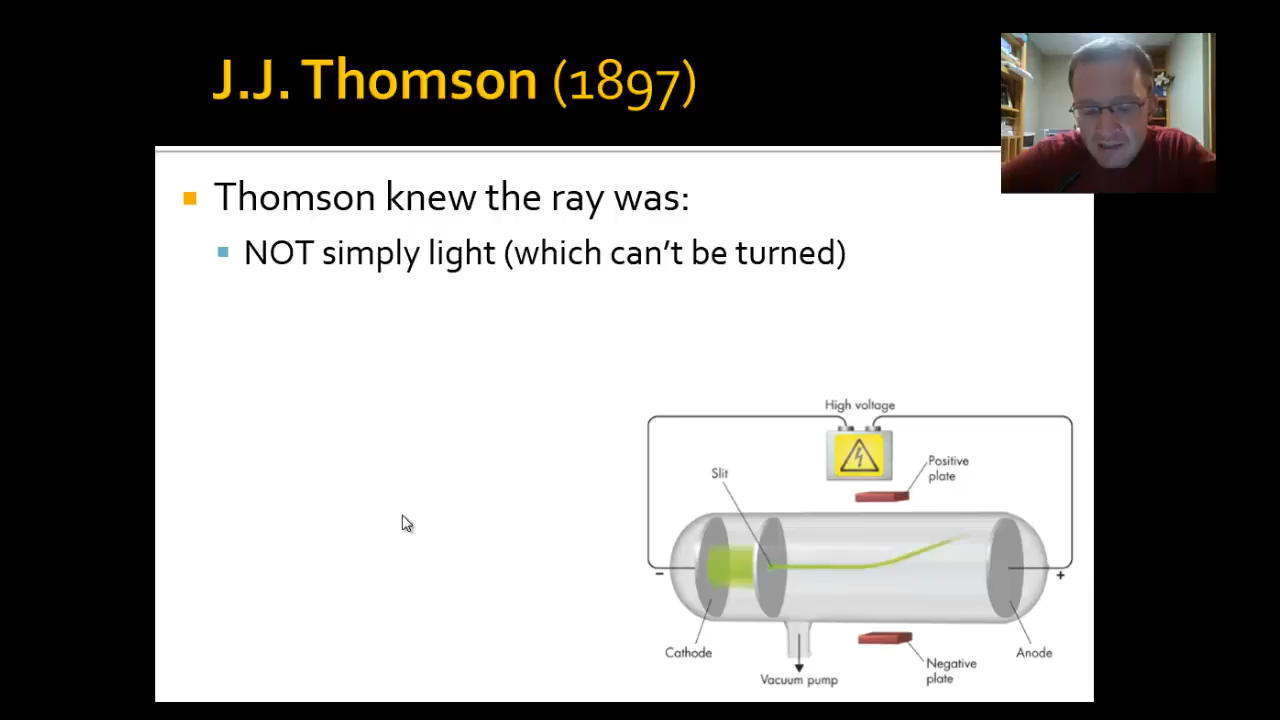 J.J. Thomson (1897)
Thomson knew the ray was:
NOT simply light (which can't be turned)
High voltage
Slit
Positive
plate
−
+
Cathode
Vacuum pump
Negative
plate
Anode